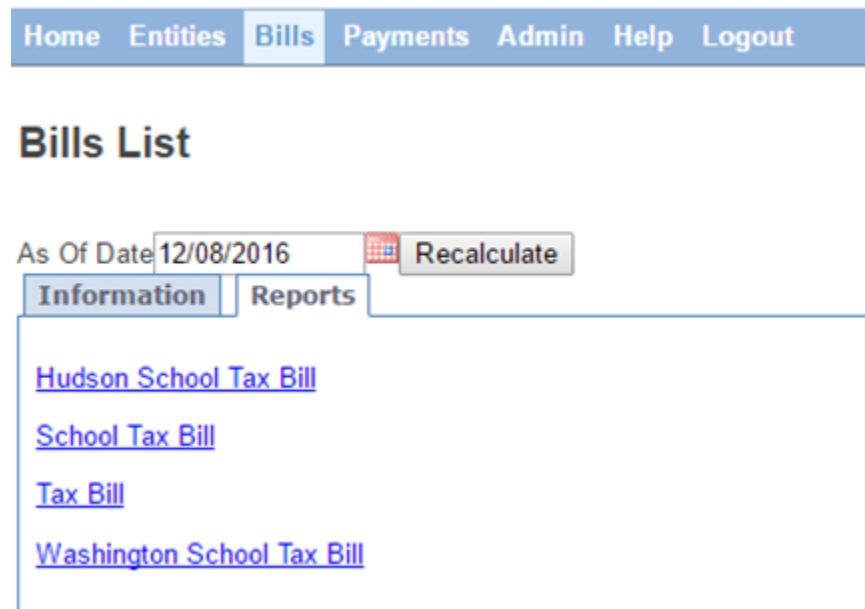 Home Entities Bills Payments Admin Help Logout
Bills List
As Of Date 12/08/2016 Recalculate
Information Reports
Hudson School Tax Bill
School Tax Bill
Tax Bill
Washington School Tax Bill